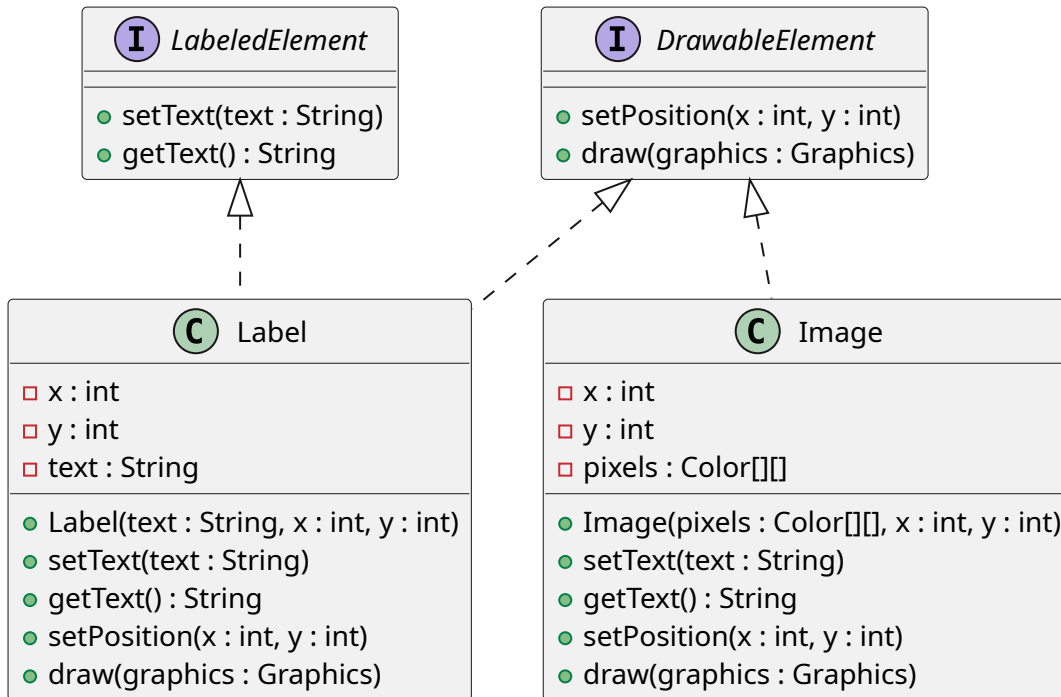 I LabeledElement
+ setText(text : String)
+ getText() : String
I DrawableElement
+ setPosition(x : int, y : int)
+ draw(graphics : Graphics)
C Label
x : int
y : int
text : String
Label(text : String, x : int, y : int)
setText(text : String)
getText() : String
setPosition(x : int, y : int)
draw(graphics : Graphics)
C Image
x : int
y : int
pixels : Color[][]
Image(pixels : Color[][], x : int, y : int)
setText(text : String)
getText() : String
setPosition(x : int, y : int)
draw(graphics : Graphics)